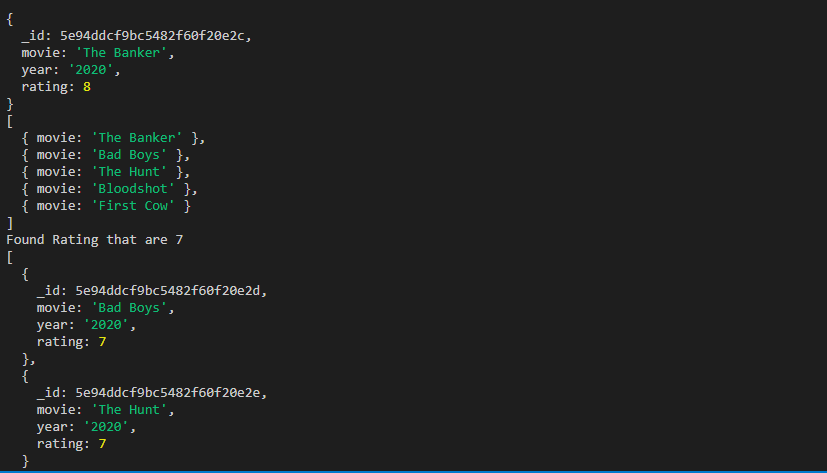 {
  _id: 5e94ddcf9bc5482f60f20e2c,
  movie: 'The Banker',
  year: '2020',
  rating: 8
}
[
  { movie: 'The Banker' },
  { movie: 'Bad Boys' },
  { movie: 'The Hunt' },
  { movie: 'Bloodshot' },
  { movie: 'First Cow' }
]
Found Rating that are 7
[
  {
    _id: 5e94ddcf9bc5482f60f20e2d,
    movie: 'Bad Boys',
    year: '2020',
    rating: 7
  },
  {
    _id: 5e94ddcf9bc5482f60f20e2e,
    movie: 'The Hunt',
    year: '2020',
    rating: 7
  }